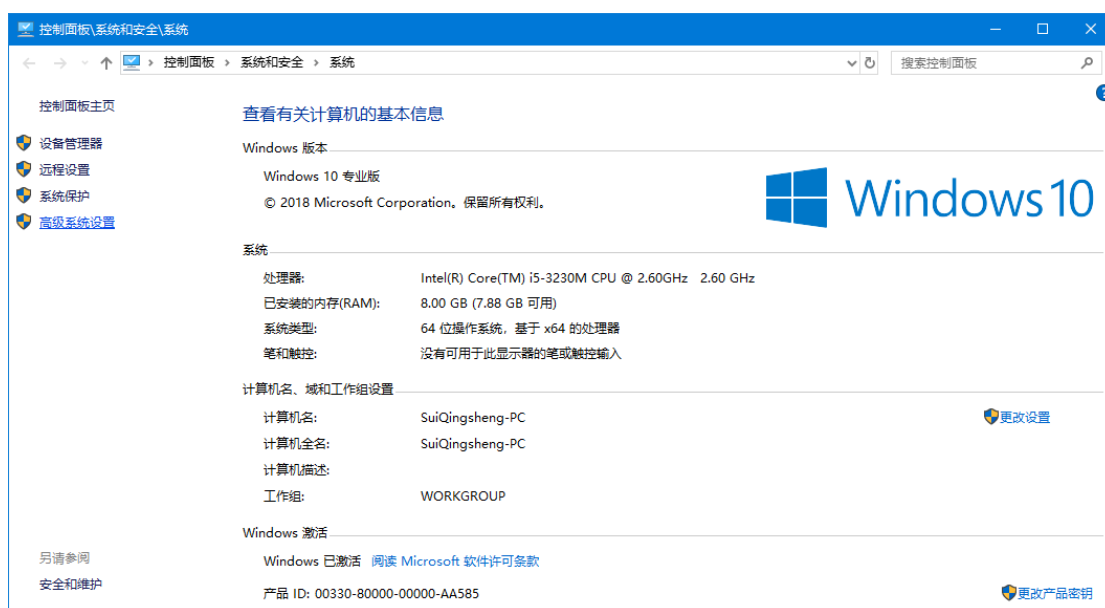 控制面板\系统和安全\系统
控制面板 › 系统和安全 › 系统
搜索控制面板
控制面板主页
设备管理器
远程设置
系统保护
高级系统设置
查看有关计算机的基本信息
Windows 版本
Windows 10 专业版
© 2018 Microsoft Corporation。保留所有权利。
Windows 10
系统
处理器: Intel(R) Core(TM) i5-3230M CPU @ 2.60GHz 2.60 GHz
已安装的内存(RAM): 8.00 GB (7.88 GB 可用)
系统类型: 64 位操作系统, 基于 x64 的处理器
笔和触控: 没有可用于此显示器的笔或触控输入
计算机名、域和工作组设置
计算机名: SuiQingsheng-PC 更改设置
计算机全名: SuiQingsheng-PC
计算机描述:
工作组: WORKGROUP
Windows 激活
Windows 已激活 阅读 Microsoft 软件许可条款
产品 ID: 00330-80000-00000-AA585 更改产品密钥
另请参阅
安全和维护